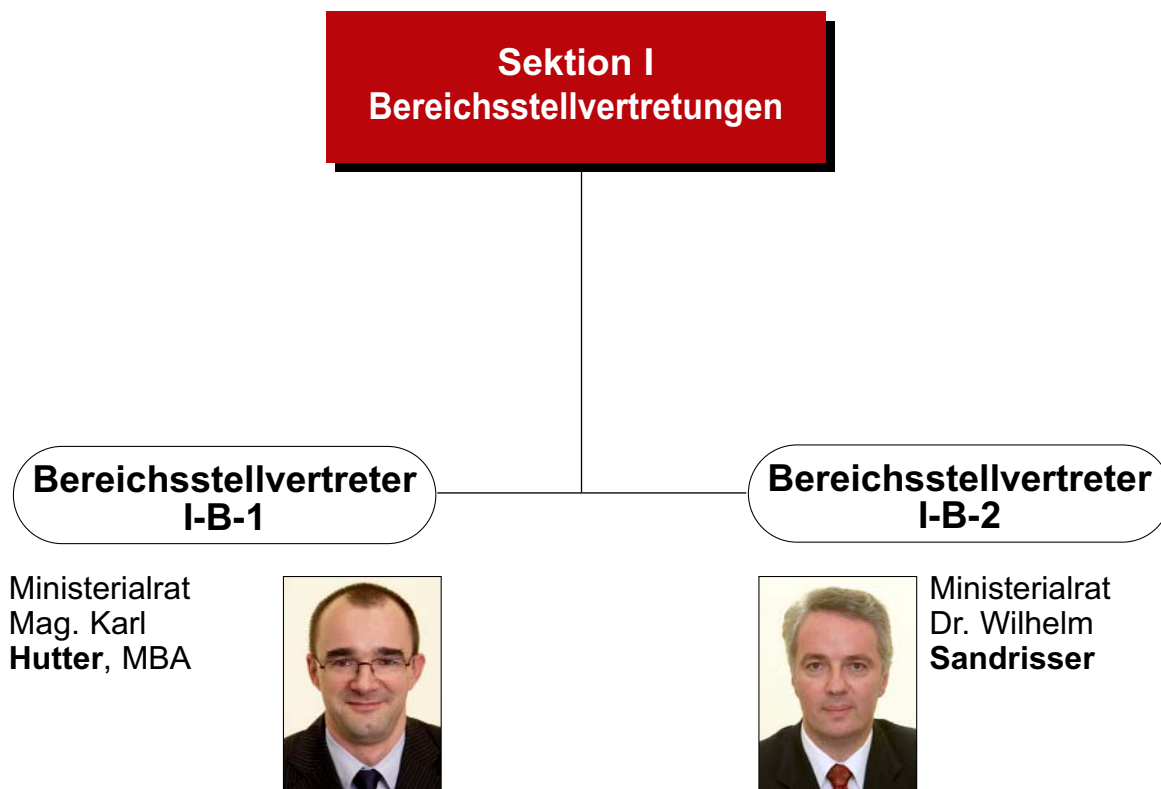 Sektion I
Bereichsstellvertretungen
Bereichsstellvertreter
I-B-1
Ministerialrat
Mag. Karl
Hutter, MBA
Bereichsstellvertreter
I-B-2
Ministerialrat
Dr. Wilhelm
Sandrisser